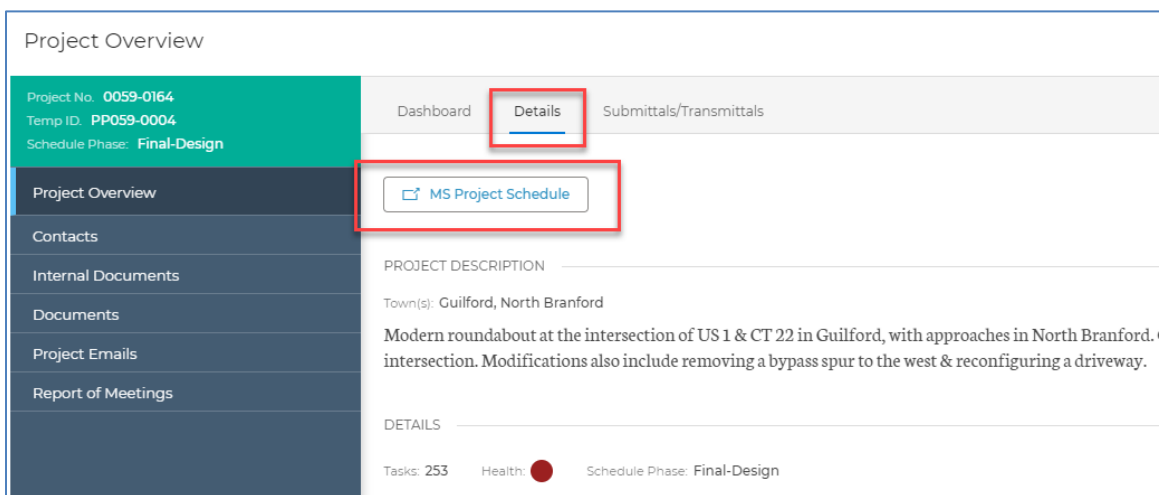 Project Overview
Project No. 0059-0164
Temp ID. PP059-0004
Schedule Phase: Final-Design
Project Overview
Contacts
Internal Documents
Documents
Project Emails
Report of Meetings
Dashboard Details Submittals/Transmittals
MS Project Schedule
PROJECT DESCRIPTION
Town(s): Guilford, North Branford
Modern roundabout at the intersection of US 1 & CT 22 in Guilford, with approaches in North Branford.
intersection. Modifications also include removing a bypass spur to the west & reconfiguring a driveway.
DETAILS
Tasks: 253 Health: Schedule Phase: Final-Design